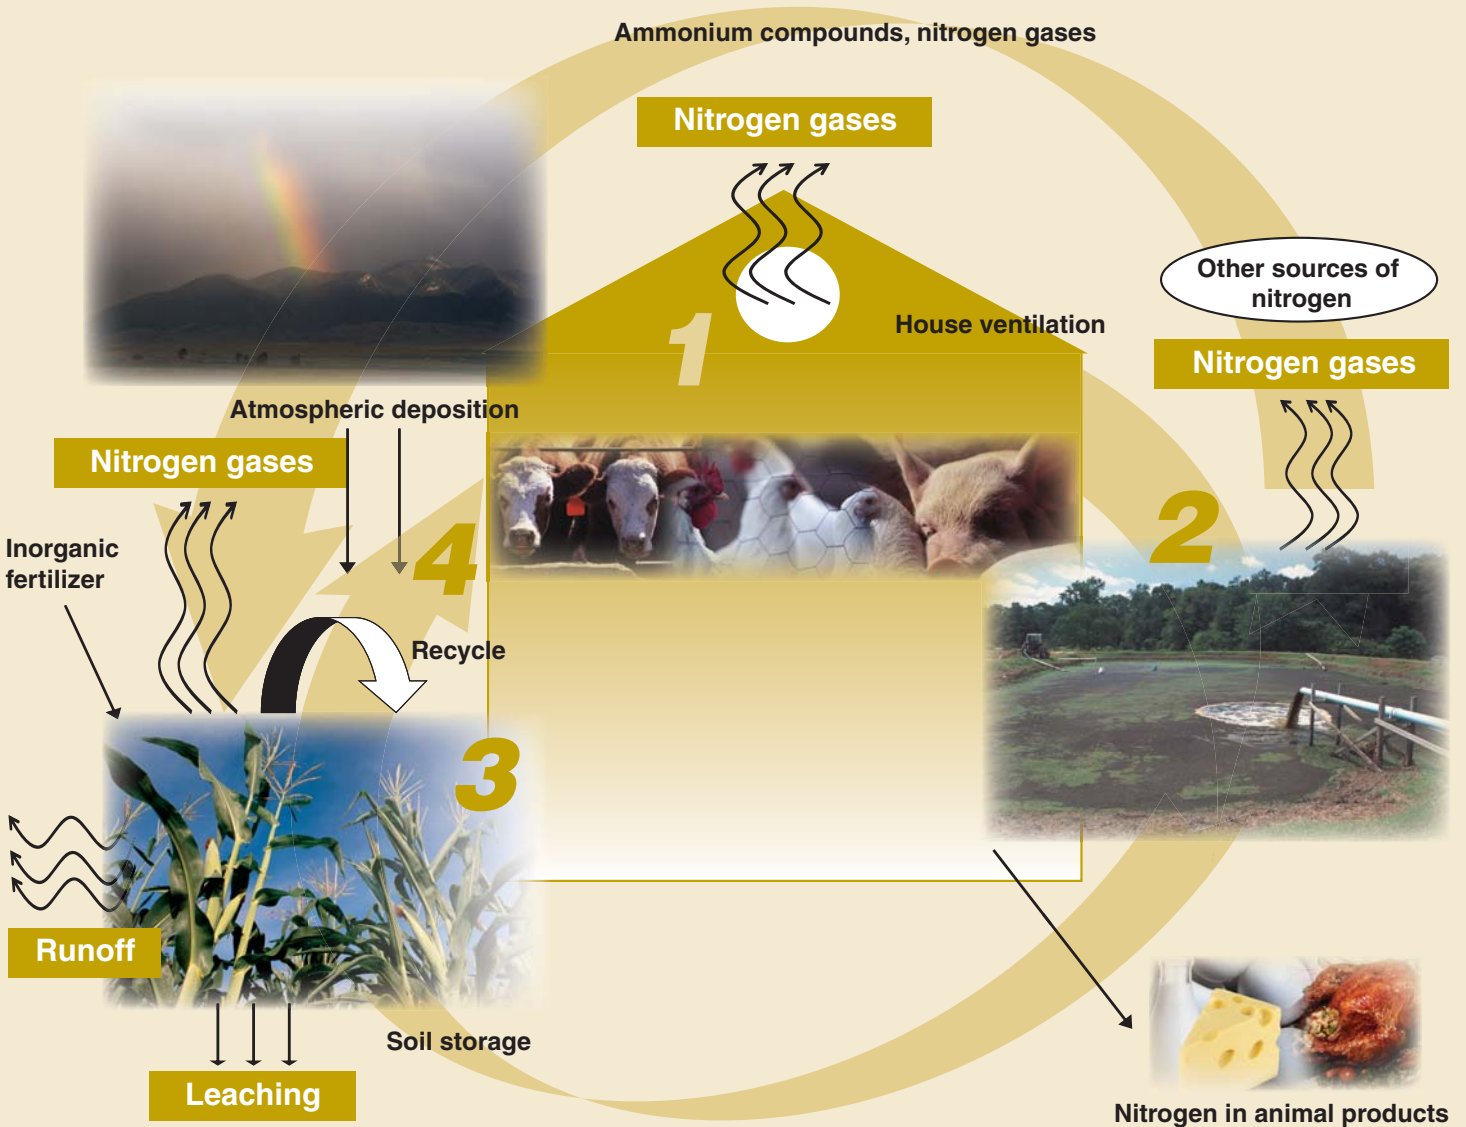 Ammonium compounds, nitrogen gases
Nitrogen gases
Other sources of
nitrogen
House ventilation
1
Nitrogen gases
Atmospheric deposition
Nitrogen gases
2
4
Inorganic
fertilizer
Recycle
3
Runoff
Soil storage
Leaching
Nitrogen in animal products